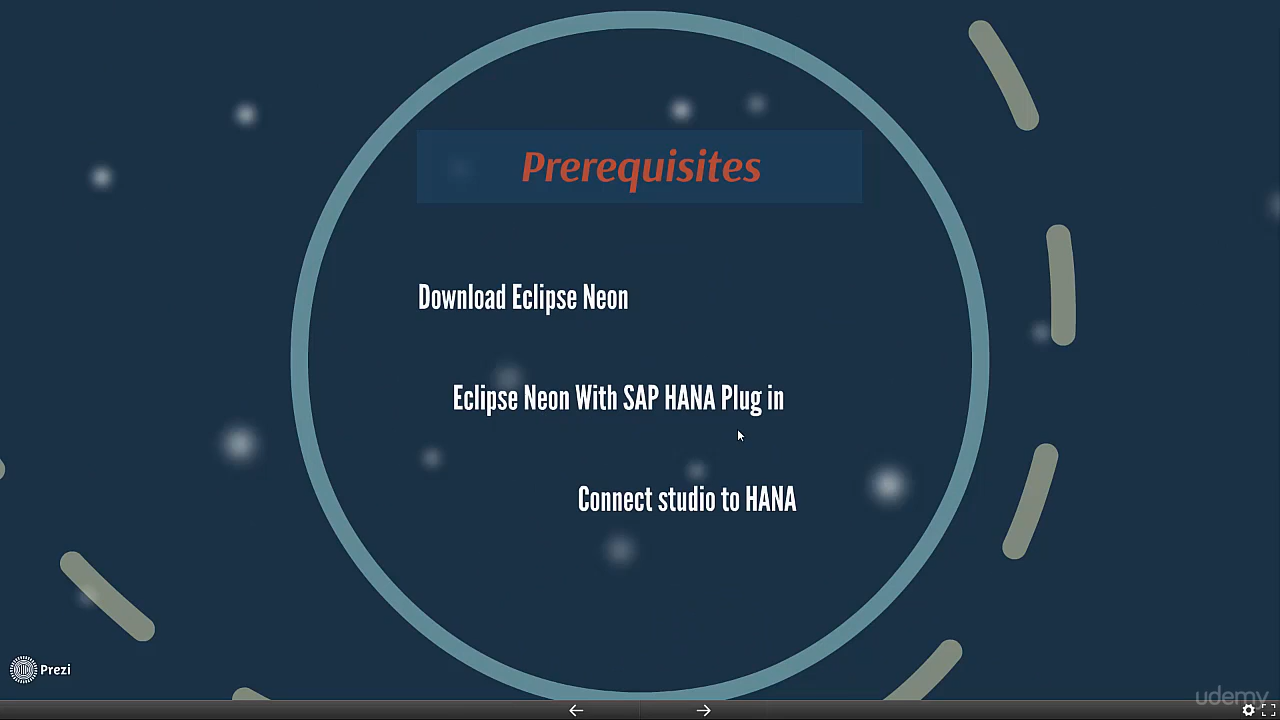 Prerequisites
Download Eclipse Neon
Eclipse Neon With SAP HANA Plug in
Connect studio to HANA
Prezi
udemy